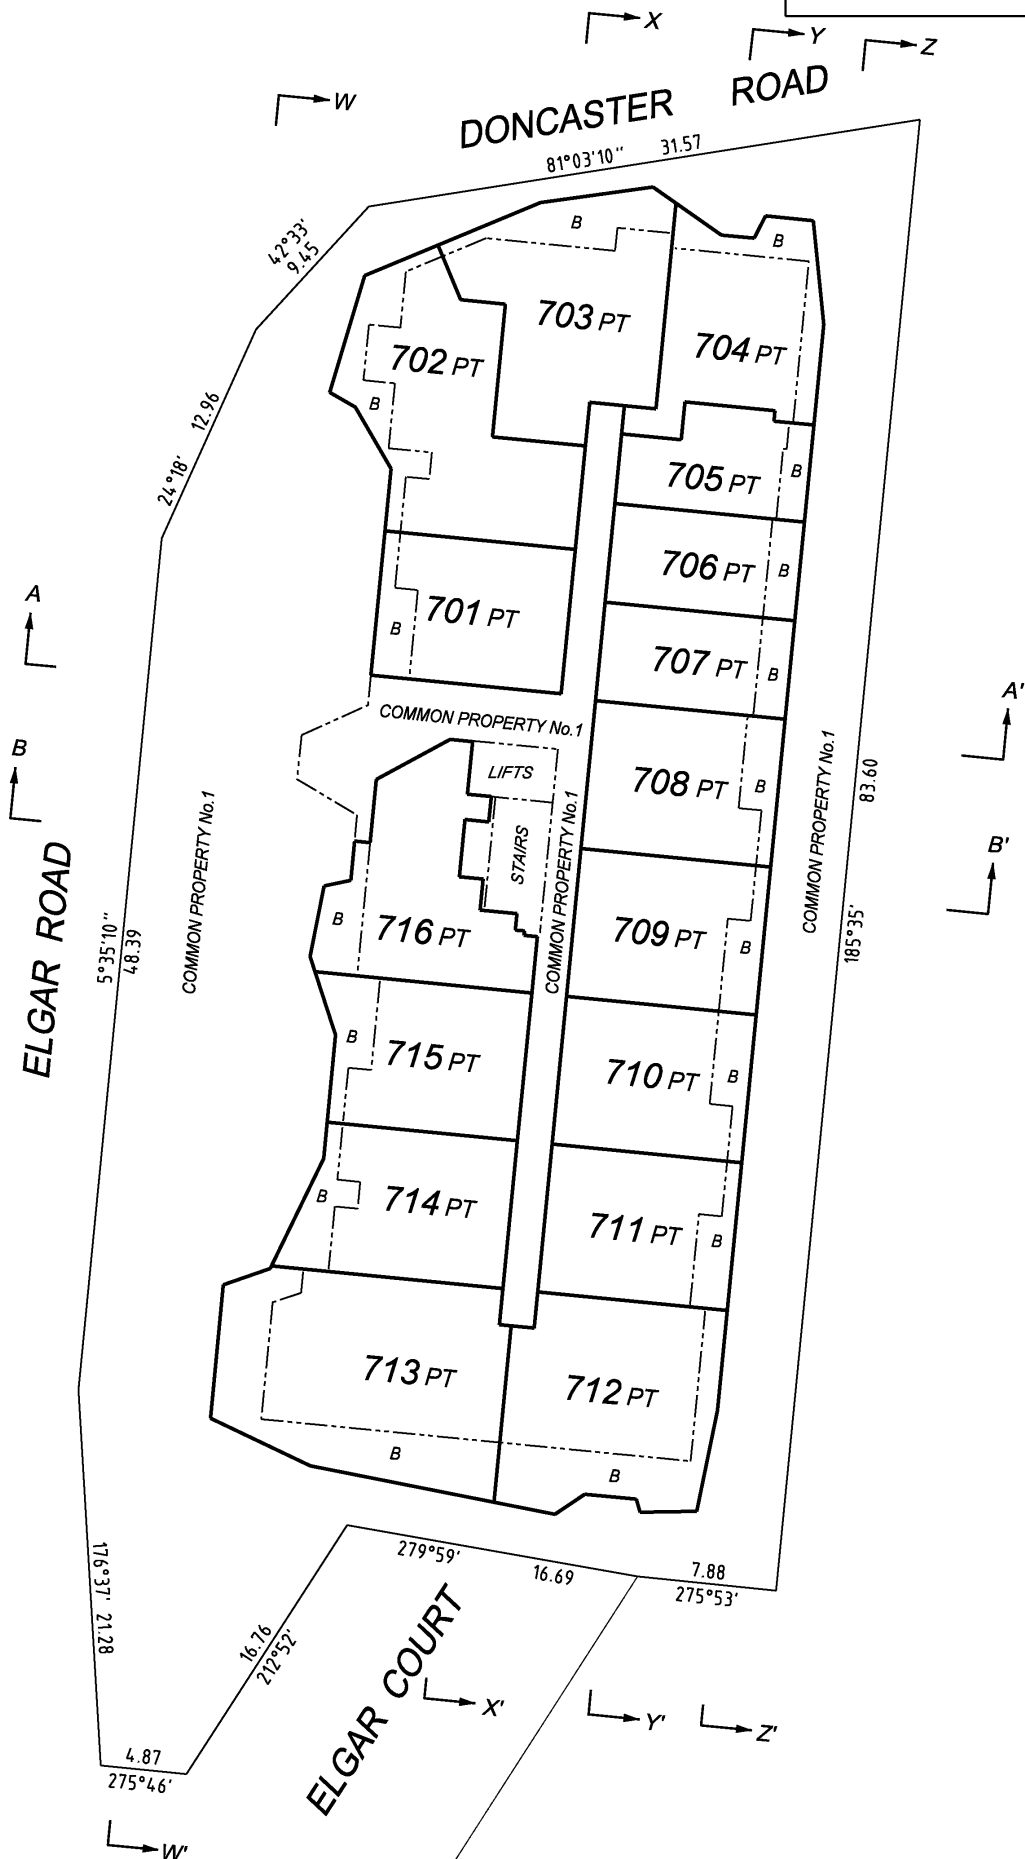 X
Y
Z
W
DONCASTER ROAD
81°03'10" 31.57
42°33'
9.45
B
B
703 PT
704 PT
702 PT
B
12.96
24°18'
705 PT
B
706 PT
B
A
701 PT
B
707 PT
B
A'
COMMON PROPERTY No.1
B
LIFTS
708 PT
B
83.60
COMMON PROPERTY No.1
COMMON PROPERTY No.1
STAIRS
COMMON PROPERTY No.1
B'
ELGAR ROAD
5°35'10"
48.39
B
716 PT
709 PT
B
185°35'
B
715 PT
710 PT
B
B
714 PT
711 PT
B
713 PT
712 PT
B
B
279°59'
16.69
7.88
275°53'
176°37' 21.28
16.76
212°52'
ELGAR COURT
X'
Y'
Z'
4.87
275°46'
W'